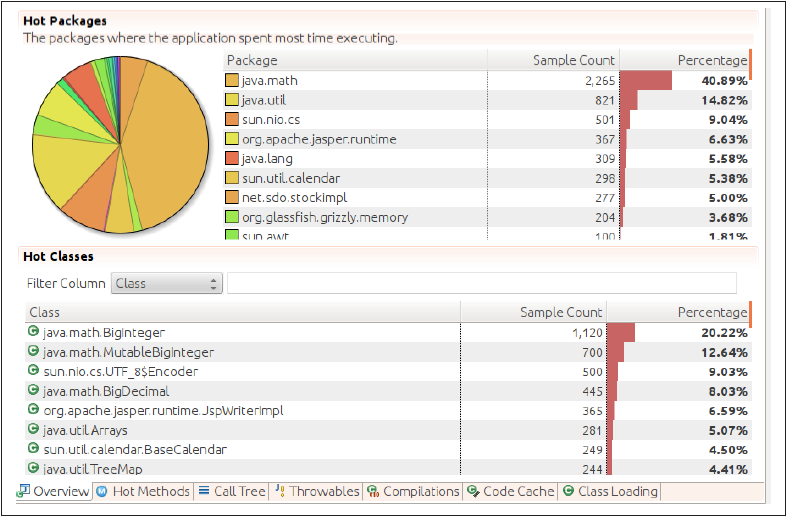 Hot Packages
The packages where the application spent most time executing.
Package Sample Count Percentage
java.math 2,265 40.89%
java.util 821 14.82%
sun.nio.cs 501 9.04%
org.apache.jasper.runtime 367 6.63%
java.lang 309 5.58%
sun.util.calendar 298 5.38%
net.sdo.stockimpl 277 5.00%
org.glassfish.grizzly.memory 204 3.68%
sun.awt 100 1.81%
Hot Classes
Filter Column Class
Class Sample Count Percentage
java.math.BigInteger 1,120 20.22%
java.math.MutableBigInteger 700 12.64%
sun.nio.cs.UTF_8$Encoder 500 9.03%
java.math.BigDecimal 445 8.03%
org.apache.jasper.runtime.JspWriterImpl 365 6.59%
java.util.Arrays 281 5.07%
sun.util.calendar.BaseCalendar 249 4.50%
java.util.TreeMap 244 4.41%
Overview Hot Methods Call Tree Throwables Compilations Code Cache Class Loading